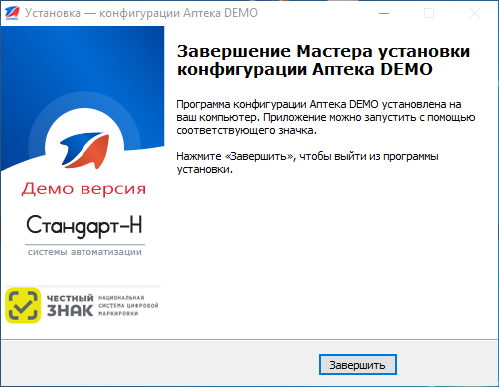 Установка — конфигурации Аптека DEMO
Завершение Мастера установки
конфигурации Аптека DEMO
Программа конфигурации Аптека DEMO установлена на
ваш компьютер. Приложение можно запустить с помощью
соответствующего значка.
Нажмите «Завершить», чтобы выйти из программы
установки.
Демо версия
Стандарт-Н
системы автоматизации
ЧЕСТНЫЙ
ЗНАК
НАЦИОНАЛЬНАЯ
СИСТЕМА ЦИФРОВОЙ
МАРКИРОВКИ
Завершить